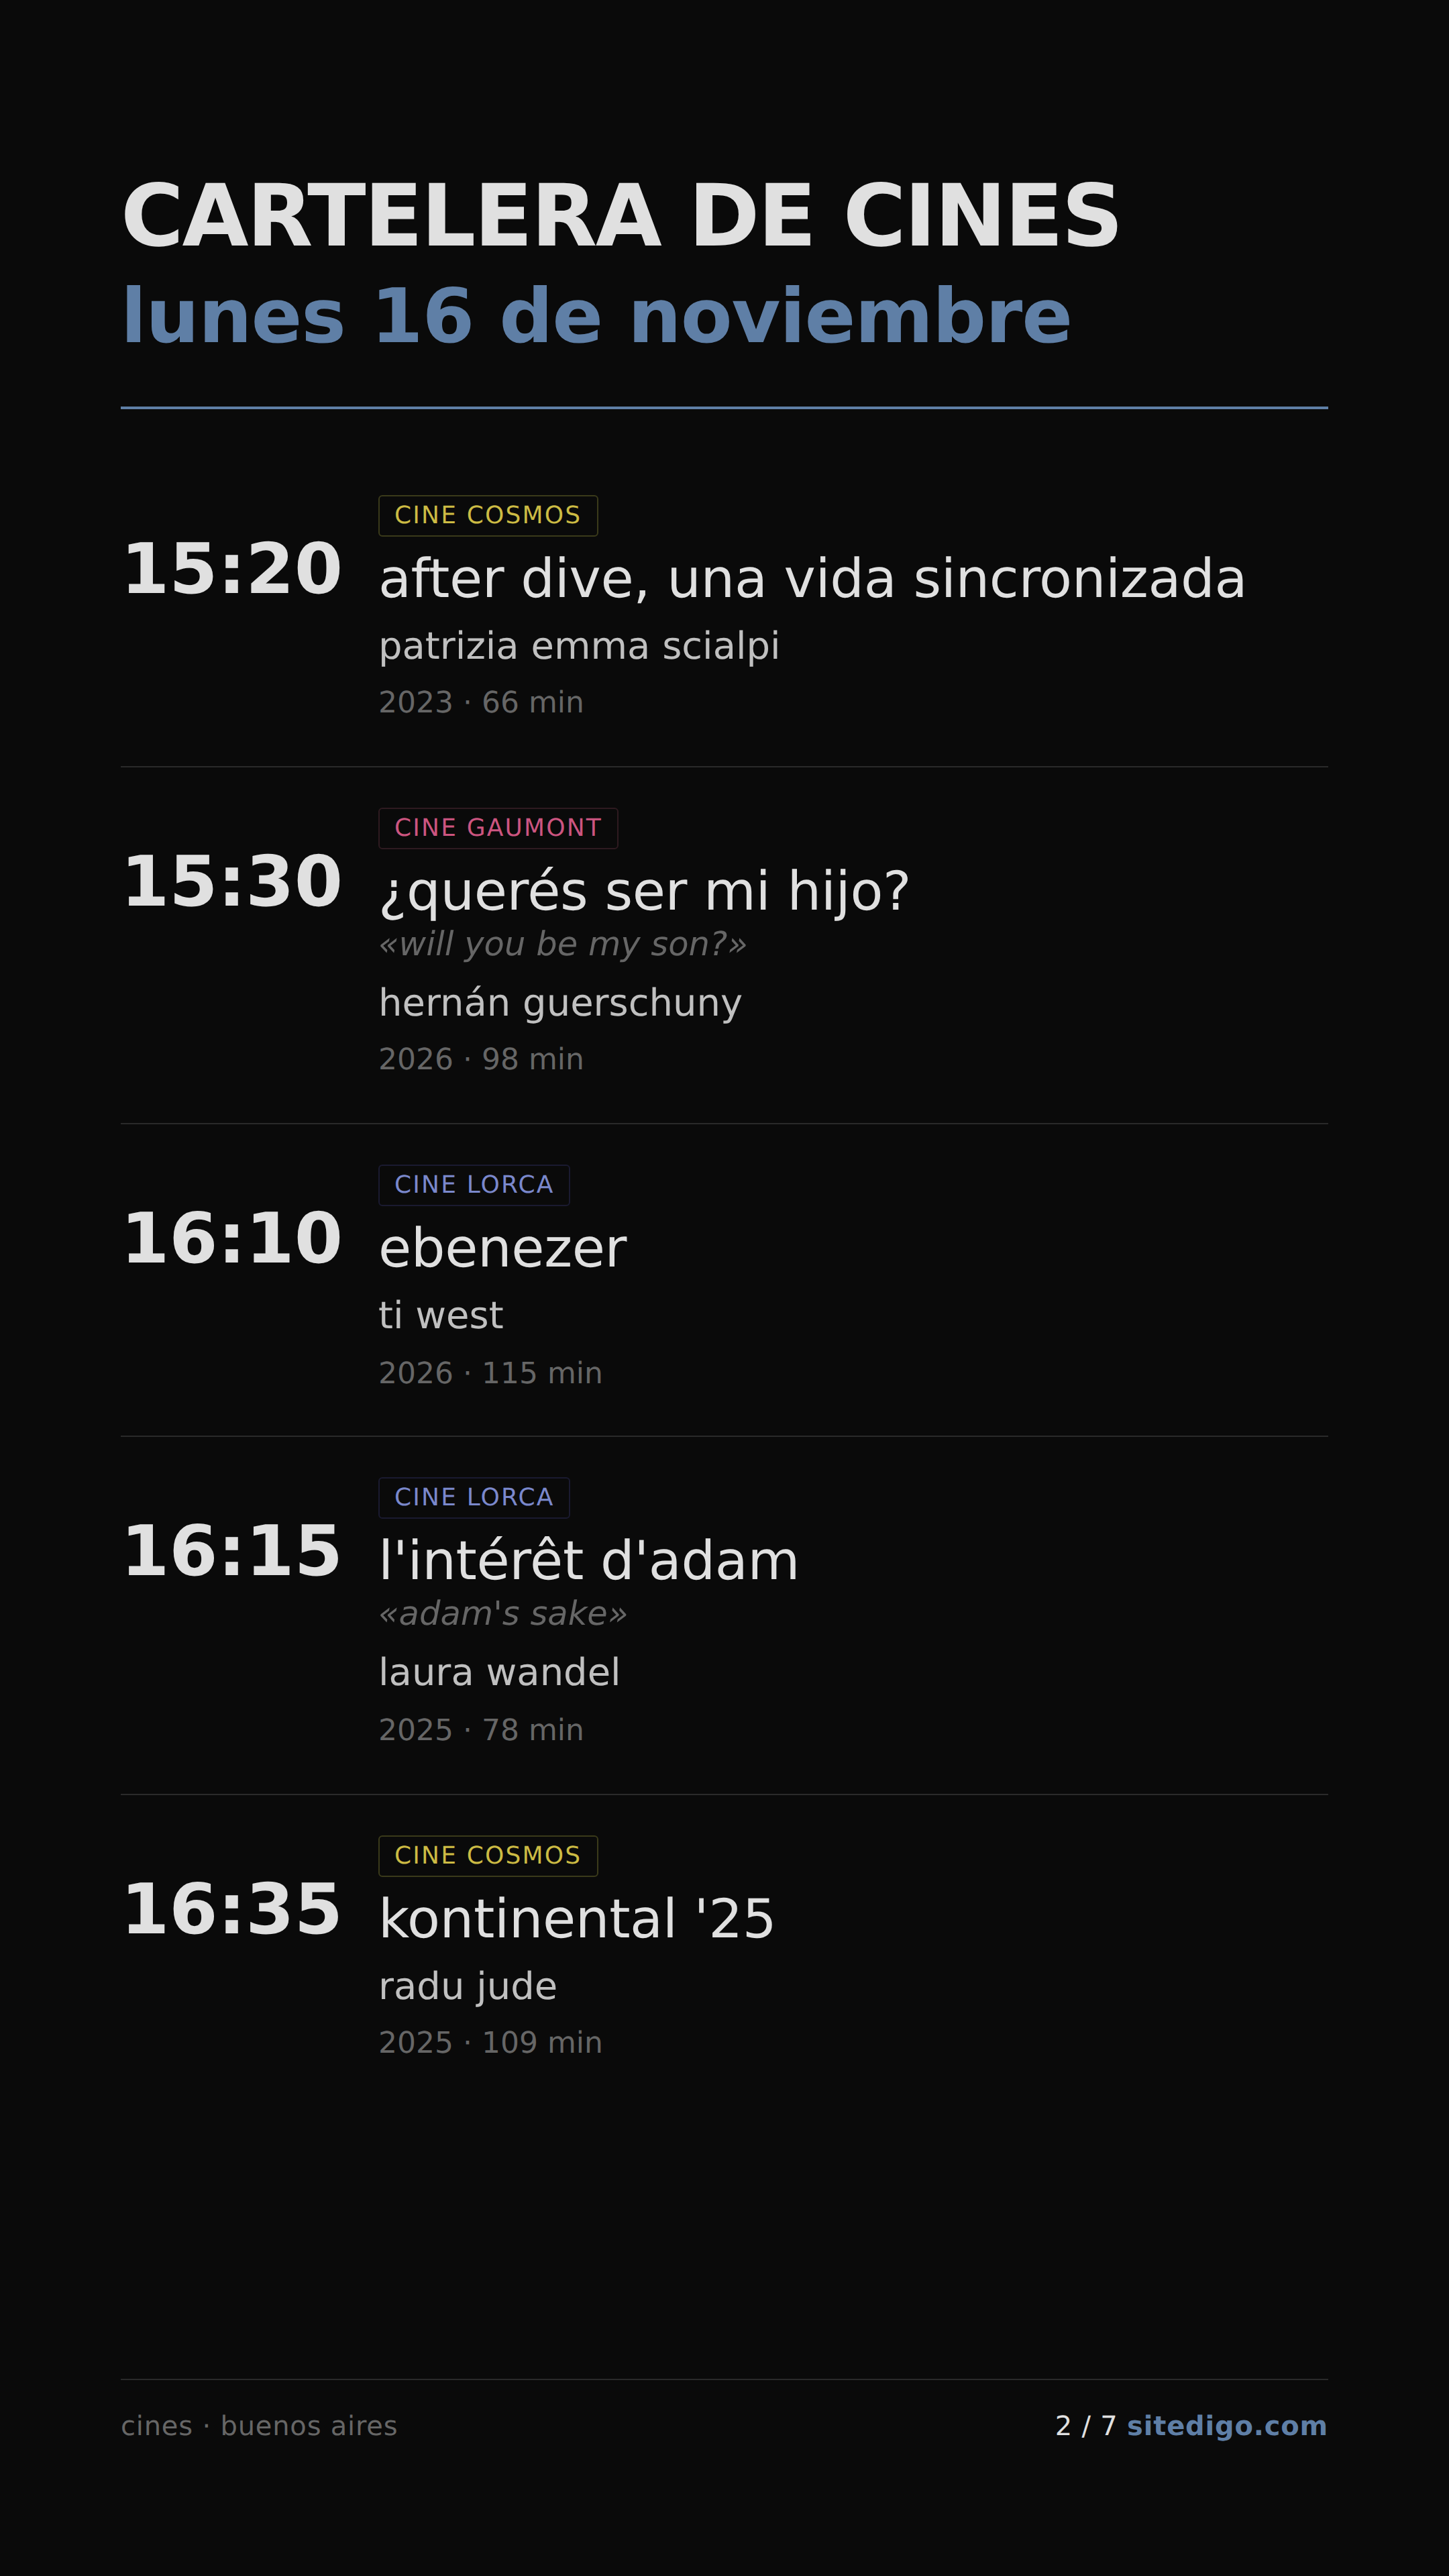 CARTELERA DE CINES
lunes 16 de noviembre
CINE COSMOS
15:20
after dive, una vida sincronizada
patrizia emma scialpi
2023 · 66 min
CINE GAUMONT
15:30
¿querés ser mi hijo?
«will you be my son?»
hernán guerschuny
2026 · 98 min
CINE LORCA
16:10
ebenezer
ti west
2026 · 115 min
CINE LORCA
16:15
l'intérêt d'adam
«adam's sake»
laura wandel
2025 · 78 min
CINE COSMOS
16:35
kontinental '25
radu jude
2025 · 109 min
cines · buenos aires
2 / 7 sitedigo.com